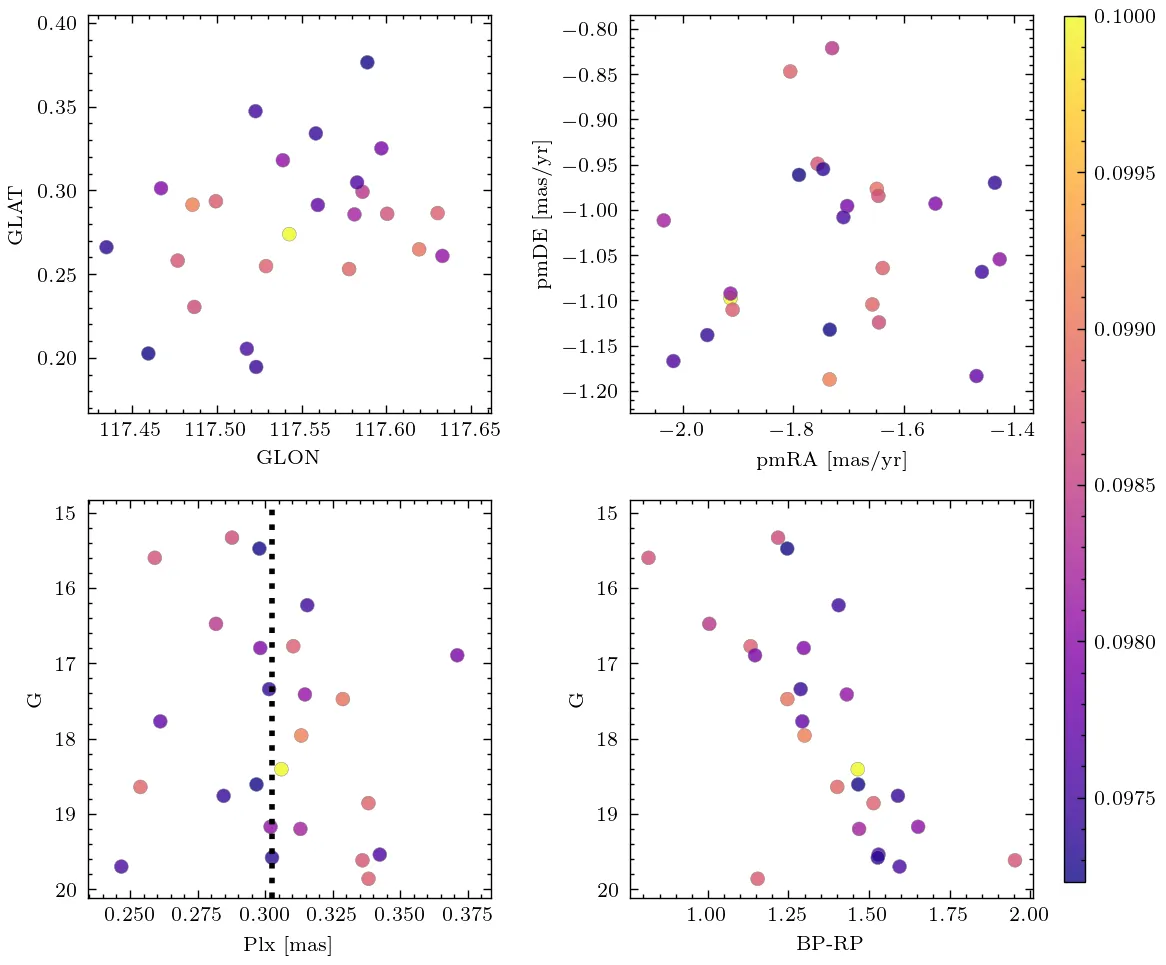 0.40
0.35
0.30
0.25
0.20
GLAT
117.45 117.50 117.55 117.60 117.65
GLON
−0.80
−0.85
−0.90
−0.95
−1.00
−1.05
−1.10
−1.15
−1.20
pmDE [mas/yr]
−2.0 −1.8 −1.6 −1.4
pmRA [mas/yr]
0.1000
0.0995
0.0990
0.0985
0.0980
0.0975
15
16
17
18
19
20
G
0.250 0.275 0.300 0.325 0.350 0.375
Plx [mas]
15
16
17
18
19
20
G
1.00 1.25 1.50 1.75 2.00
BP-RP